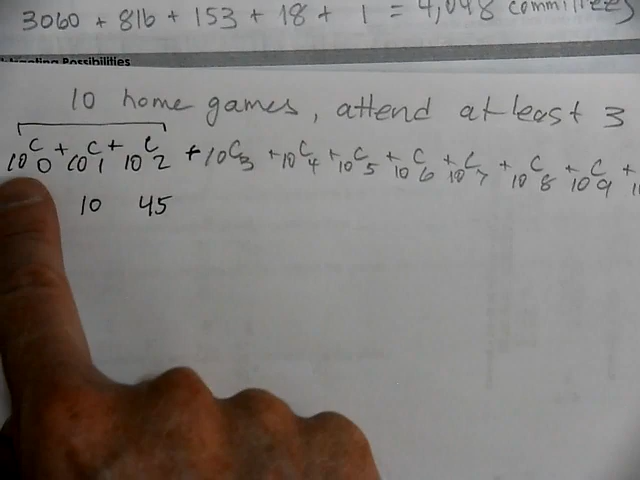 3060 + 816 + 153 + 18 + 1 = 4,048 committees
Possibilities
10 home games, attend at least 3
10C0 + 10C1 + 10C2 + 10C3 + 10C4 + 10C5 + 10C6 + 10C7 + 10C8 + 10C9 +
10 45